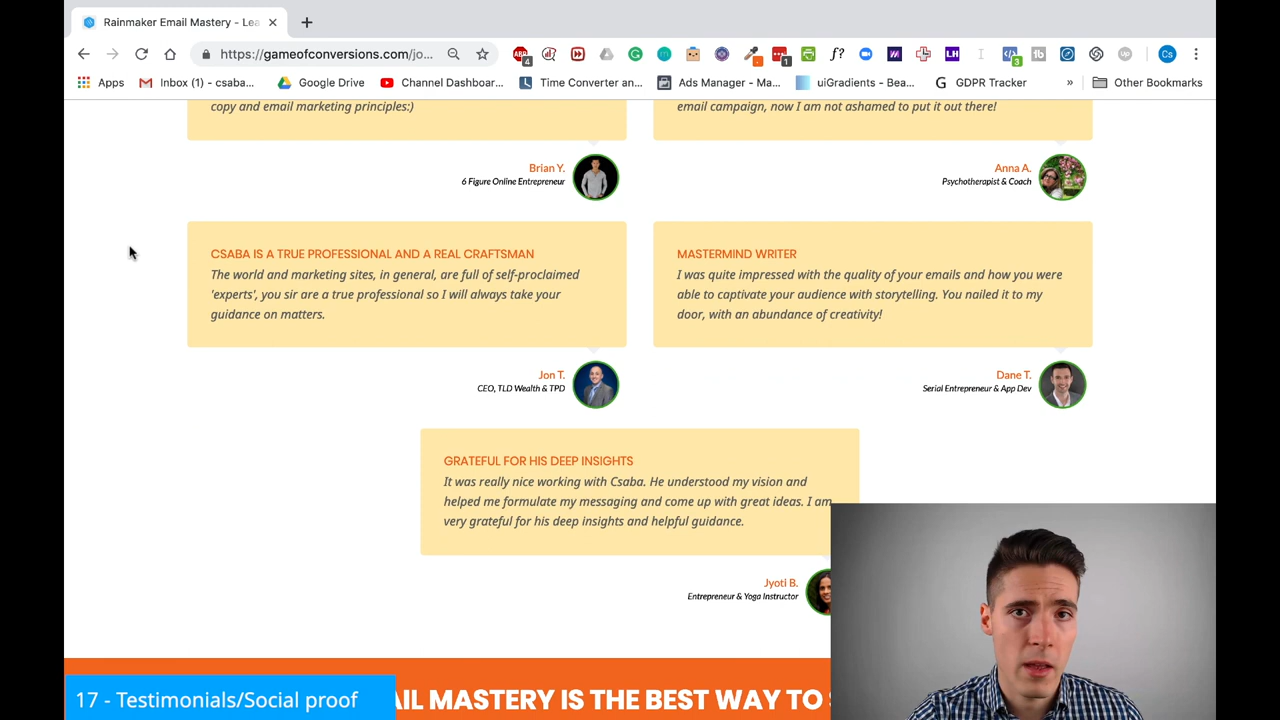 Rainmaker Email Mastery - Lea
https://gameofconversions.com/jo...
Apps
Inbox (1) - csaba...
Google Drive
Channel Dashboar...
Time Converter an...
Ads Manager - Ma...
uiGradients - Bea...
GDPR Tracker
»
Other Bookmarks
copy and email marketing principles:)
email campaign, now I am not ashamed to put it out there!
Brian Y.
6 Figure Online Entrepreneur
Anna A.
Psychotherapist & Coach
CSABA IS A TRUE PROFESSIONAL AND A REAL CRAFTSMAN
The world and marketing sites, in general, are full of self-proclaimed
'experts', you sir are a true professional so I will always take your
guidance on matters.
MASTERMIND WRITER
I was quite impressed with the quality of your emails and how you were
able to captivate your audience with storytelling. You nailed it to my
door, with an abundance of creativity!
Jon T.
CEO, TLD Wealth & TPD
Dane T.
Serial Entrepreneur & App Dev
GRATEFUL FOR HIS DEEP INSIGHTS
It was really nice working with Csaba. He understood my vision and
helped me formulate my messaging and come up with great ideas. I am
very grateful for his deep insights and helpful guidance.
Jyoti B.
Entrepreneur & Yoga Instructor
AIL MASTERY IS THE BEST WAY TO
17 - Testimonials/Social proof